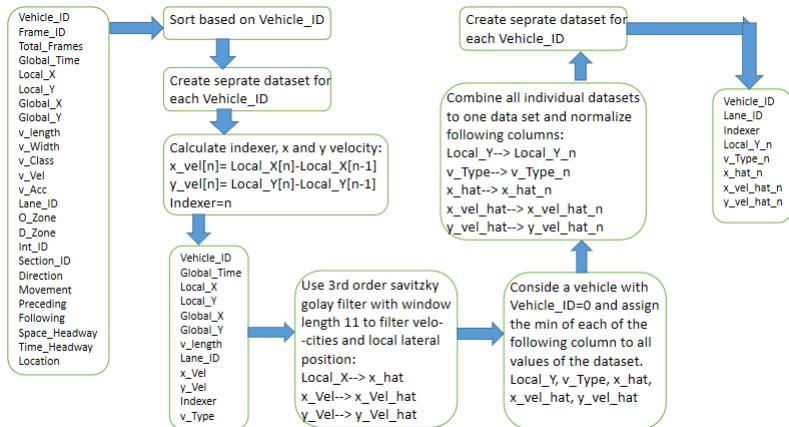 Vehicle_ID
Frame_ID
Total_Frames
Global_Time
Local_X
Local_Y
Global_X
Global_Y
v_length
v_Width
v_Class
v_Vel
v_Acc
Lane_ID
O_Zone
D_Zone
Int_ID
Section_ID
Direction
Movement
Preceding
Following
Space_Headway
Time_Headway
Location
Sort based on Vehicle_ID
Create seprate dataset for
each Vehicle_ID
Calculate indexer, x and y velocity:
x_vel[n]= Local_X[n]-Local_X[n-1]
y_vel[n]= Local_Y[n]-Local_Y[n-1]
Indexer=n
Vehicle_ID
Global_Time
Local_X
Local_Y
Global_X
Global_Y
v_length
Lane_ID
x_Vel
y_Vel
Indexer
v_Type
Use 3rd order savitzky
golay filter with window
length 11 to filter velo-
-cities and local lateral
position:
Local_X--> x_hat
x_Vel--> x_Vel_hat
y_Vel--> y_Vel_hat
Conside a vehicle with
Vehicle_ID=0 and assign
the min of each of the
following column to all
values of the dataset.
Local_Y, v_Type, x_hat,
x_vel_hat, y_vel_hat
Combine all individual datasets
to one data set and normalize
following columns:
Local_Y--> Local_Y_n
v_Type--> v_Type_n
x_hat--> x_hat_n
x_vel_hat--> x_vel_hat_n
y_vel_hat--> y_vel_hat_n
Create seprate dataset for
each Vehicle_ID
Vehicle_ID
Lane_ID
Indexer
Local_Y_n
v_Type_n
x_hat_n
x_vel_hat_n
y_vel_hat_n